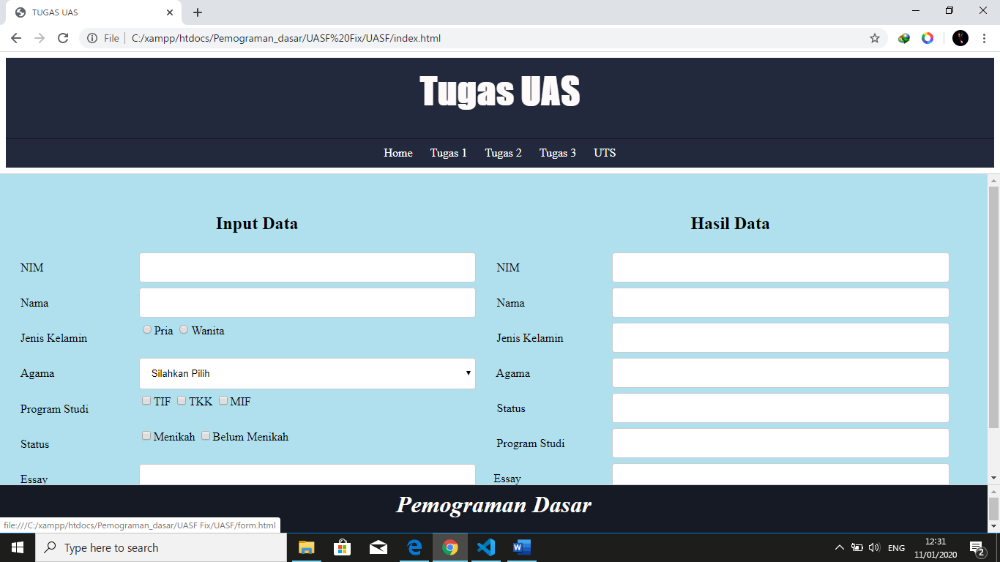 TUGAS UAS
File C:/xampp/htdocs/Pemograman_dasar/UASF%20Fix/UASF/index.html
Tugas UAS
Home Tugas 1 Tugas 2 Tugas 3 UTS
Input Data
NIM
Nama
Jenis Kelamin Pria Wanita
Agama Silahkan Pilih
Program Studi TIF TKK MIF
Status Menikah Belum Menikah
Essay
Hasil Data
NIM
Nama
Jenis Kelamin
Agama
Status
Program Studi
Essay
Pemograman Dasar
file:///C:/xampp/htdocs/Pemograman_dasar/UASF Fix/UASF/form.html
Type here to search
ENG
12:31
11/01/2020
2